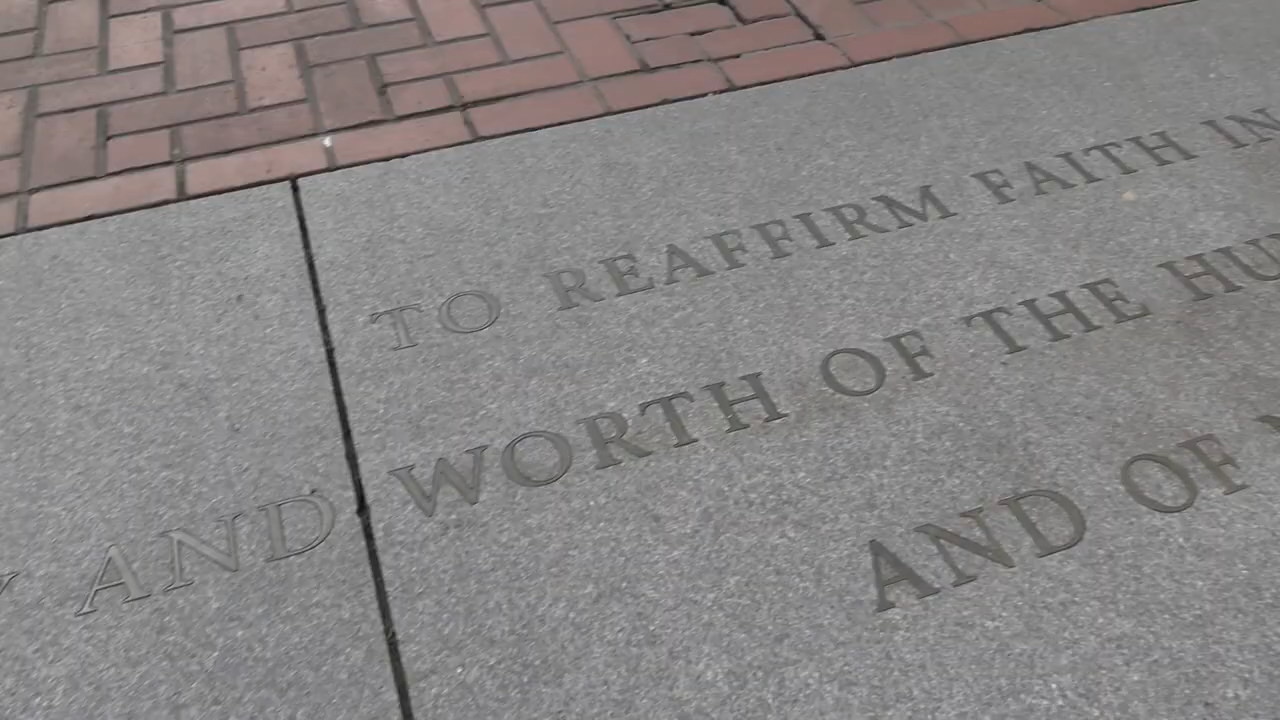 TO REAFFIRM FAITH IN
AND WORTH OF THE
AND OF